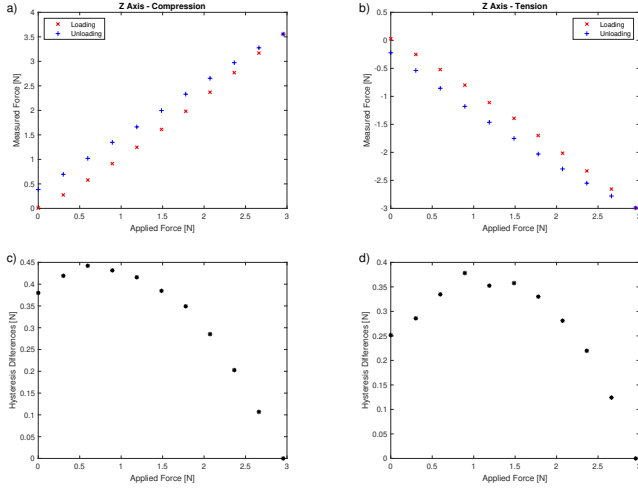 a)
Z Axis - Compression
Loading
Unloading
Measured Force [N]
4
3.5
3
2.5
2
1.5
1
0.5
0
0 0.5 1 1.5 2 2.5 3
Applied Force [N]
b)
Z Axis - Tension
Loading
Unloading
Measured Force [N]
0.5
0
-0.5
-1
-1.5
-2
-2.5
-3
0 0.5 1 1.5 2 2.5 3
Applied Force [N]
c)
Hysteresis Differences [N]
0.45
0.4
0.35
0.3
0.25
0.2
0.15
0.1
0.05
0
0 0.5 1 1.5 2 2.5 3
Applied Force [N]
d)
Hysteresis Differences [N]
0.4
0.35
0.3
0.25
0.2
0.15
0.1
0.05
0
0 0.5 1 1.5 2 2.5 3
Applied Force [N]